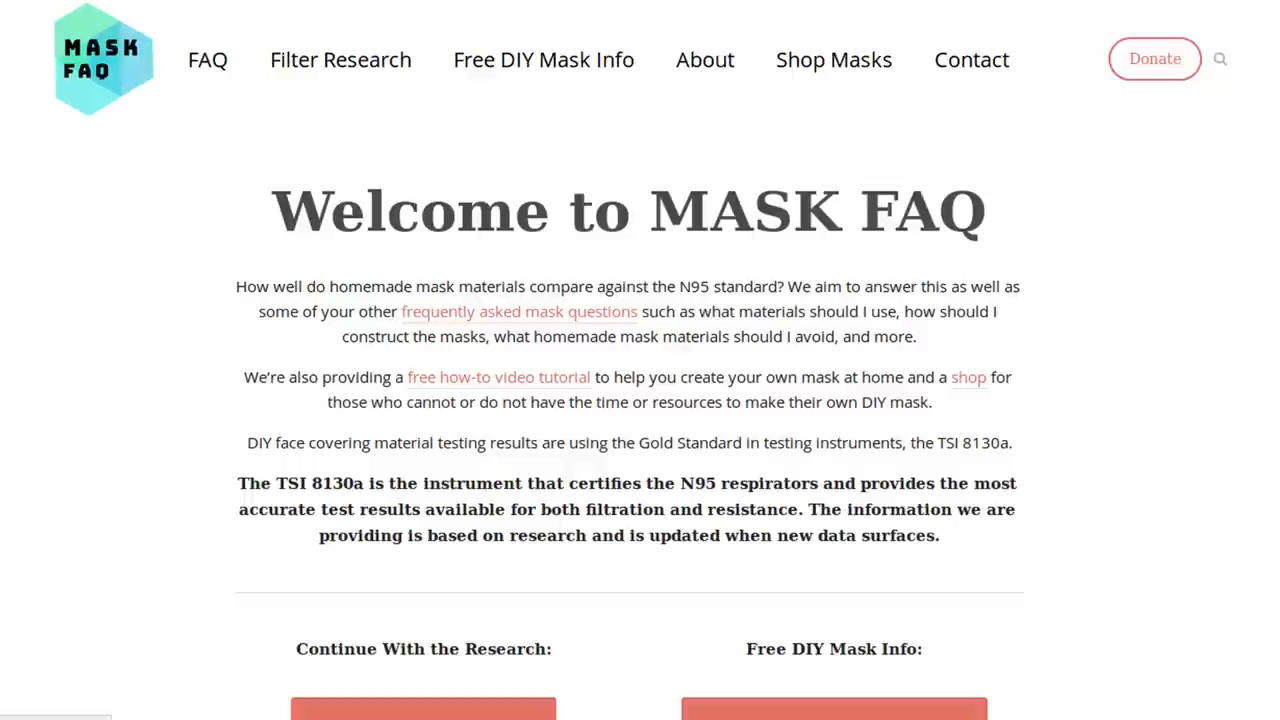 MASK
FAQ
FAQ
Filter Research
Free DIY Mask Info
About
Shop Masks
Contact
Donate
Welcome to MASK FAQ
How well do homemade mask materials compare against the N95 standard? We aim to answer this as well as
some of your other frequently asked mask questions such as what materials should I use, how should I
construct the masks, what homemade mask materials should I avoid, and more.
We’re also providing a free how-to video tutorial to help you create your own mask at home and a shop for
those who cannot or do not have the time or resources to make their own DIY mask.
DIY face covering material testing results are using the Gold Standard in testing instruments, the TSI 8130a.
The TSI 8130a is the instrument that certifies the N95 respirators and provides the most
accurate test results available for both filtration and resistance. The information we are
providing is based on research and is updated when new data surfaces.
Continue With the Research:
Free DIY Mask Info: